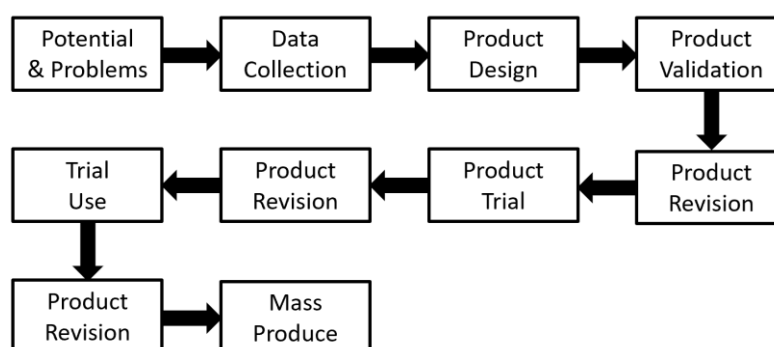 Potential
& Problems
Data
Collection
Product
Design
Product
Validation
Product
Revision
Product
Trial
Product
Revision
Trial
Use
Product
Revision
Mass
Produce